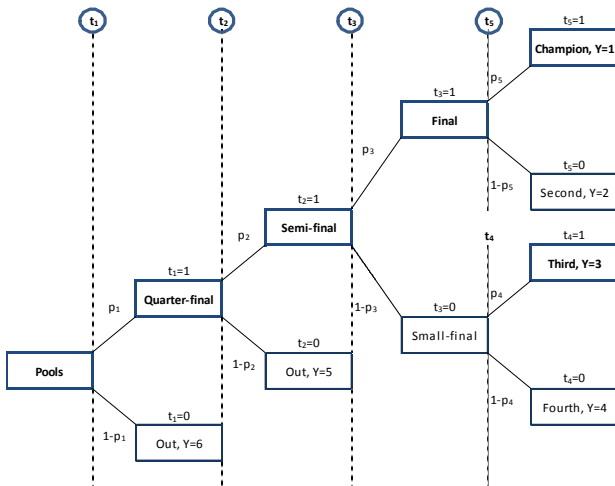 t1
t2
t3
t5
t5=1
Champion, Y=1
p5
t3=1
Final
p3
1-p5
t5=0
Second, Y=2
t2=1
Semi-final
p2
t4
t4=1
Third, Y=3
p4
t1=1
Quarter-final
1-p3
t3=0
Small-final
p1
t2=0
Out, Y=5
1-p2
Pools
t4=0
Fourth, Y=4
1-p4
t1=0
Out, Y=6
1-p1